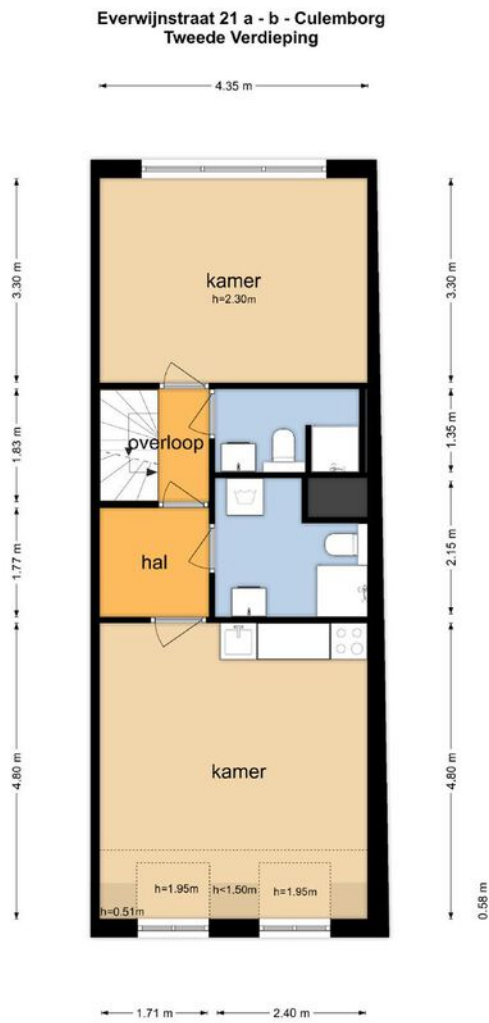 Everwijnstraat 21 a - b - Culemborg
Tweede Verdieping
4.35 m
3.30 m
3.30 m
kamer
h=2.30m
1.83 m
overloop
1.35 m
1.77 m
hal
2.15 m
4.80 m
kamer
4.80 m
h=1.95m
h<1.50m
h=1.95m
h=0.51m
0.58 m
1.71 m
2.40 m